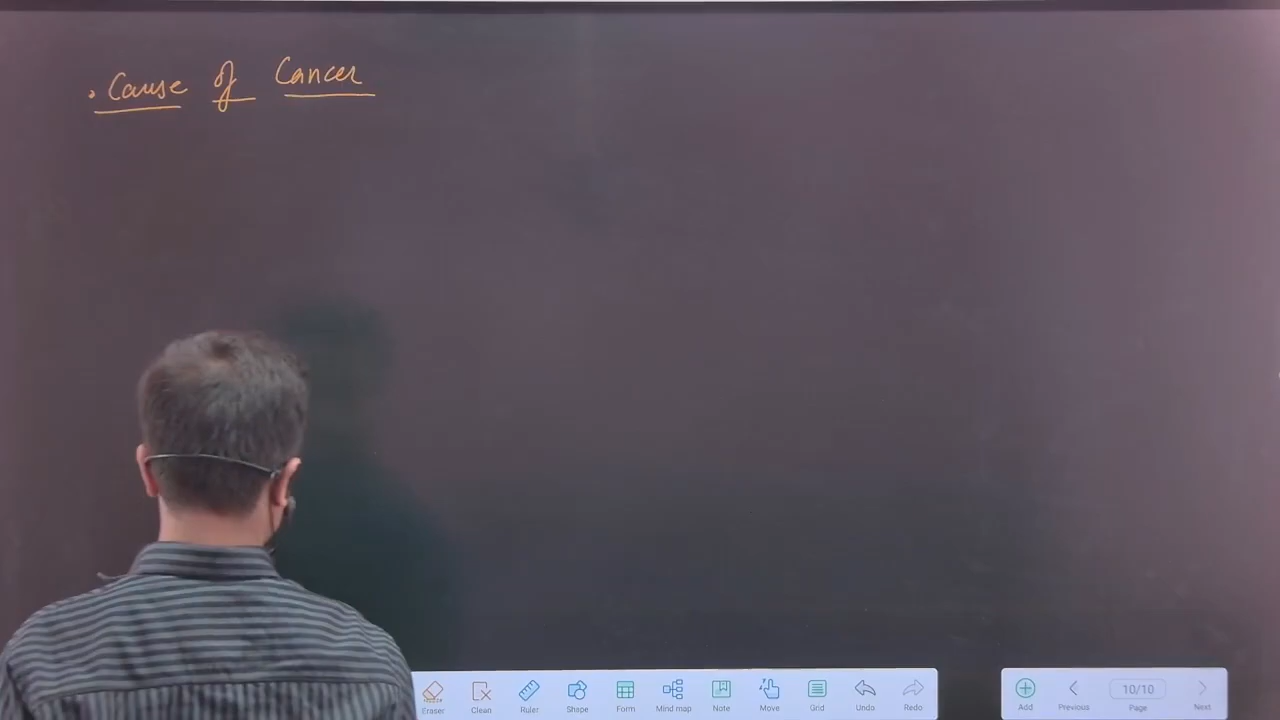 . Cause of Cancer
Eraser Clean Ruler Shape Form Mind map Note Move Grid Undo Redo
Add Previous 10/10 Page Next